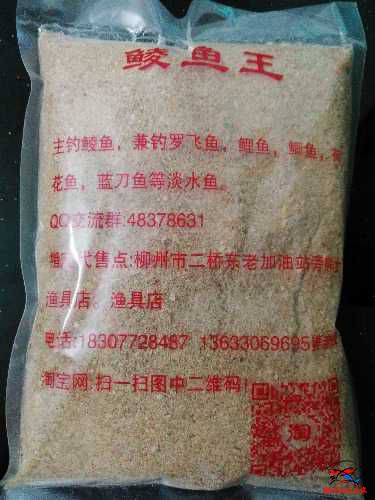 鲮鱼王
主钓鲮鱼，兼钓罗飞鱼，鲤鱼，鲫鱼，荷
花鱼，蓝刀鱼等淡水鱼。
QQ交流群:48378631
指定代售点:柳州市二桥东老加油站旁
渔具店。渔具店
电话:18307728487 13633069695
淘宝网:扫一扫图中二维码!
淘